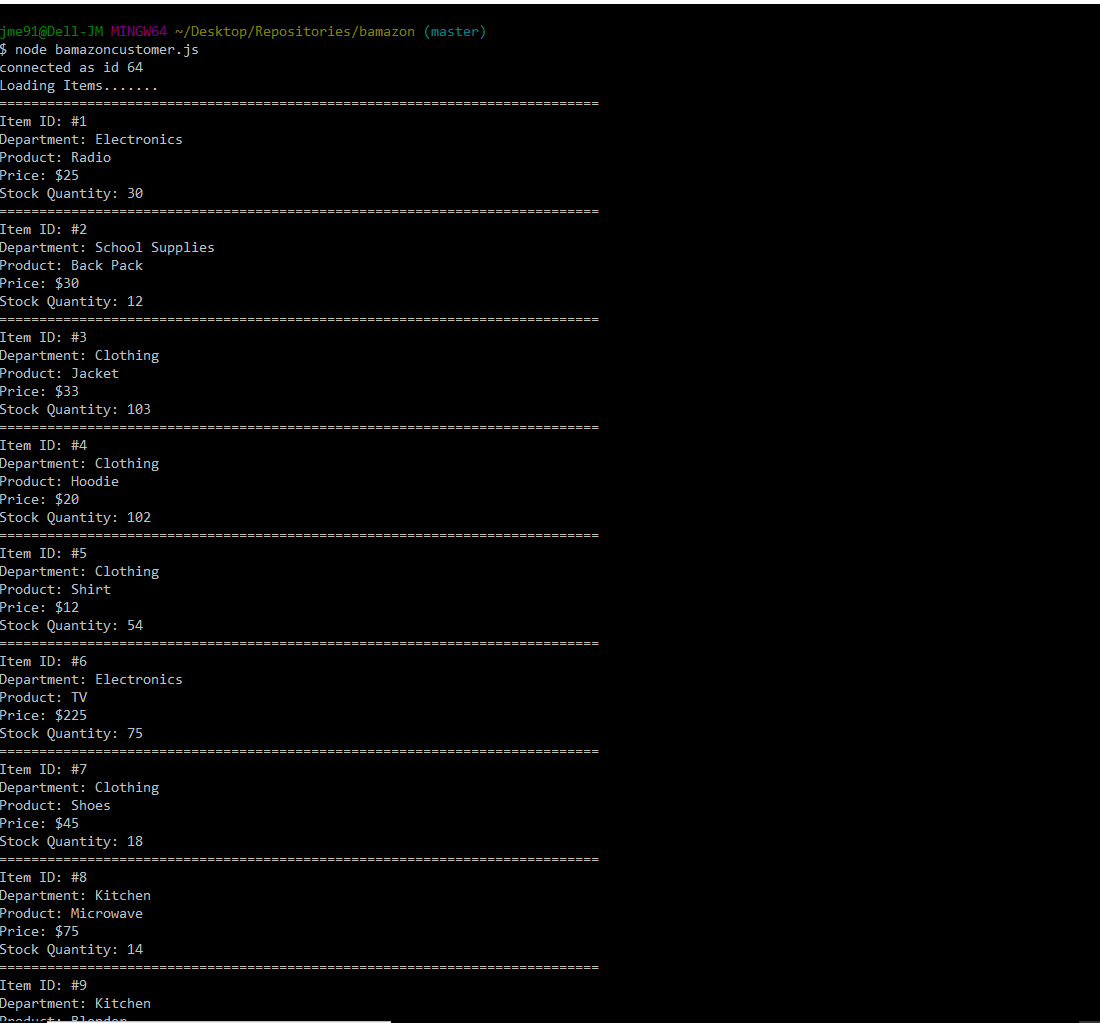 jme91@Dell-JM MINGW64 ~/Desktop/Repositories/bamazon (master)
$ node bamazoncustomer.js
connected as id 64
Loading Items.......
===========================================================================
Item ID: #1
Department: Electronics
Product: Radio
Price: $25
Stock Quantity: 30
===========================================================================
Item ID: #2
Department: School Supplies
Product: Back Pack
Price: $30
Stock Quantity: 12
===========================================================================
Item ID: #3
Department: Clothing
Product: Jacket
Price: $33
Stock Quantity: 103
===========================================================================
Item ID: #4
Department: Clothing
Product: Hoodie
Price: $20
Stock Quantity: 102
===========================================================================
Item ID: #5
Department: Clothing
Product: Shirt
Price: $12
Stock Quantity: 54
===========================================================================
Item ID: #6
Department: Electronics
Product: TV
Price: $225
Stock Quantity: 75
===========================================================================
Item ID: #7
Department: Clothing
Product: Shoes
Price: $45
Stock Quantity: 18
===========================================================================
Item ID: #8
Department: Kitchen
Product: Microwave
Price: $75
Stock Quantity: 14
===========================================================================
Item ID: #9
Department: Kitchen
Product: Blender